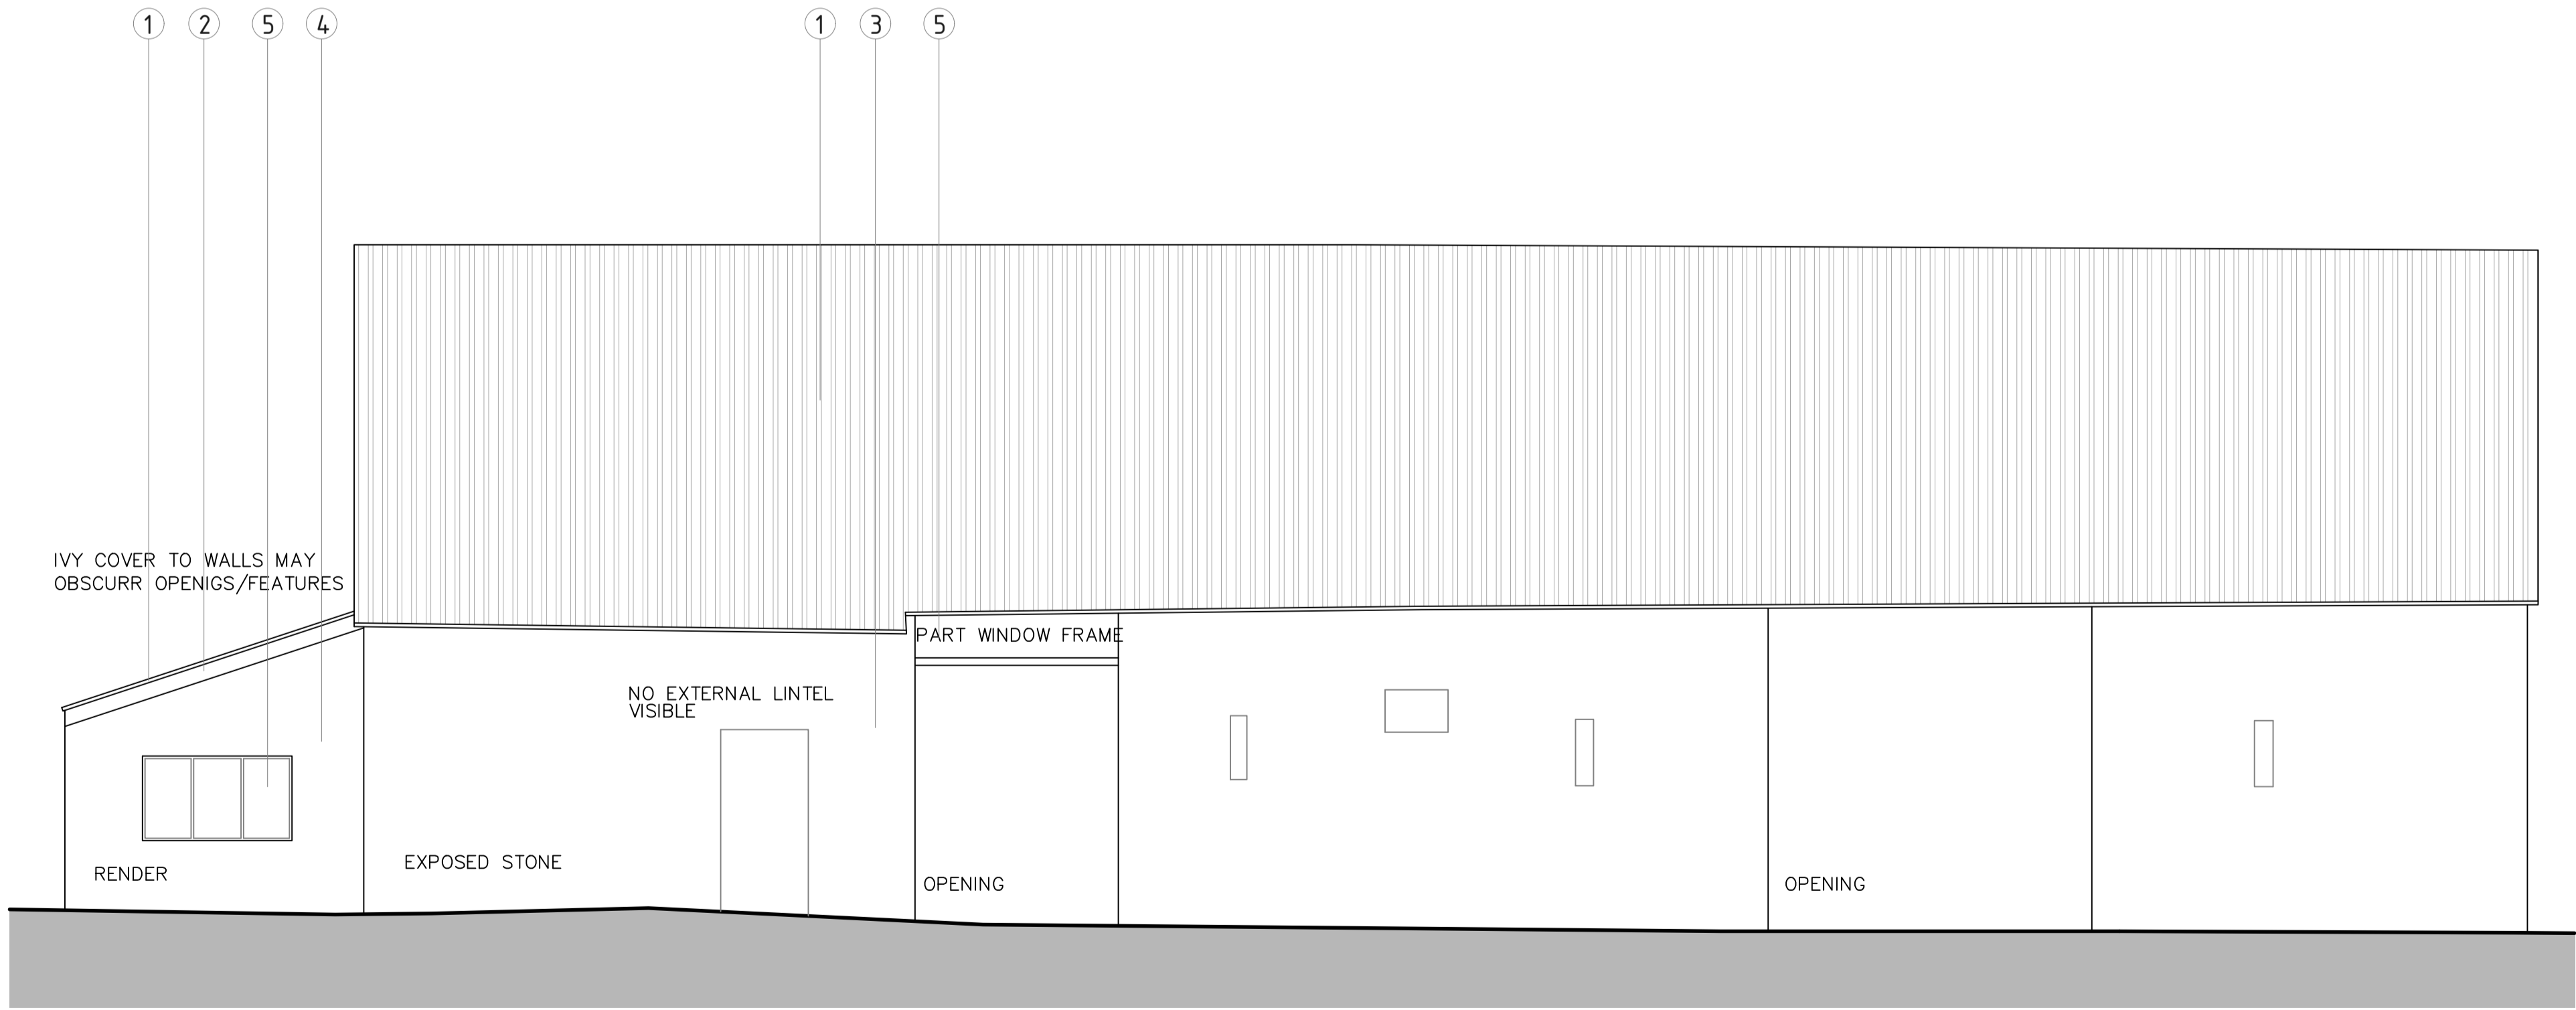 1 2 5 4 1 3 5
IVY COVER TO WALLS MAY
OBSCURR OPENIGS/FEATURES
PART WINDOW FRAME
NO EXTERNAL LINTEL
VISIBLE
EXPOSED STONE
RENDER
OPENING
OPENING